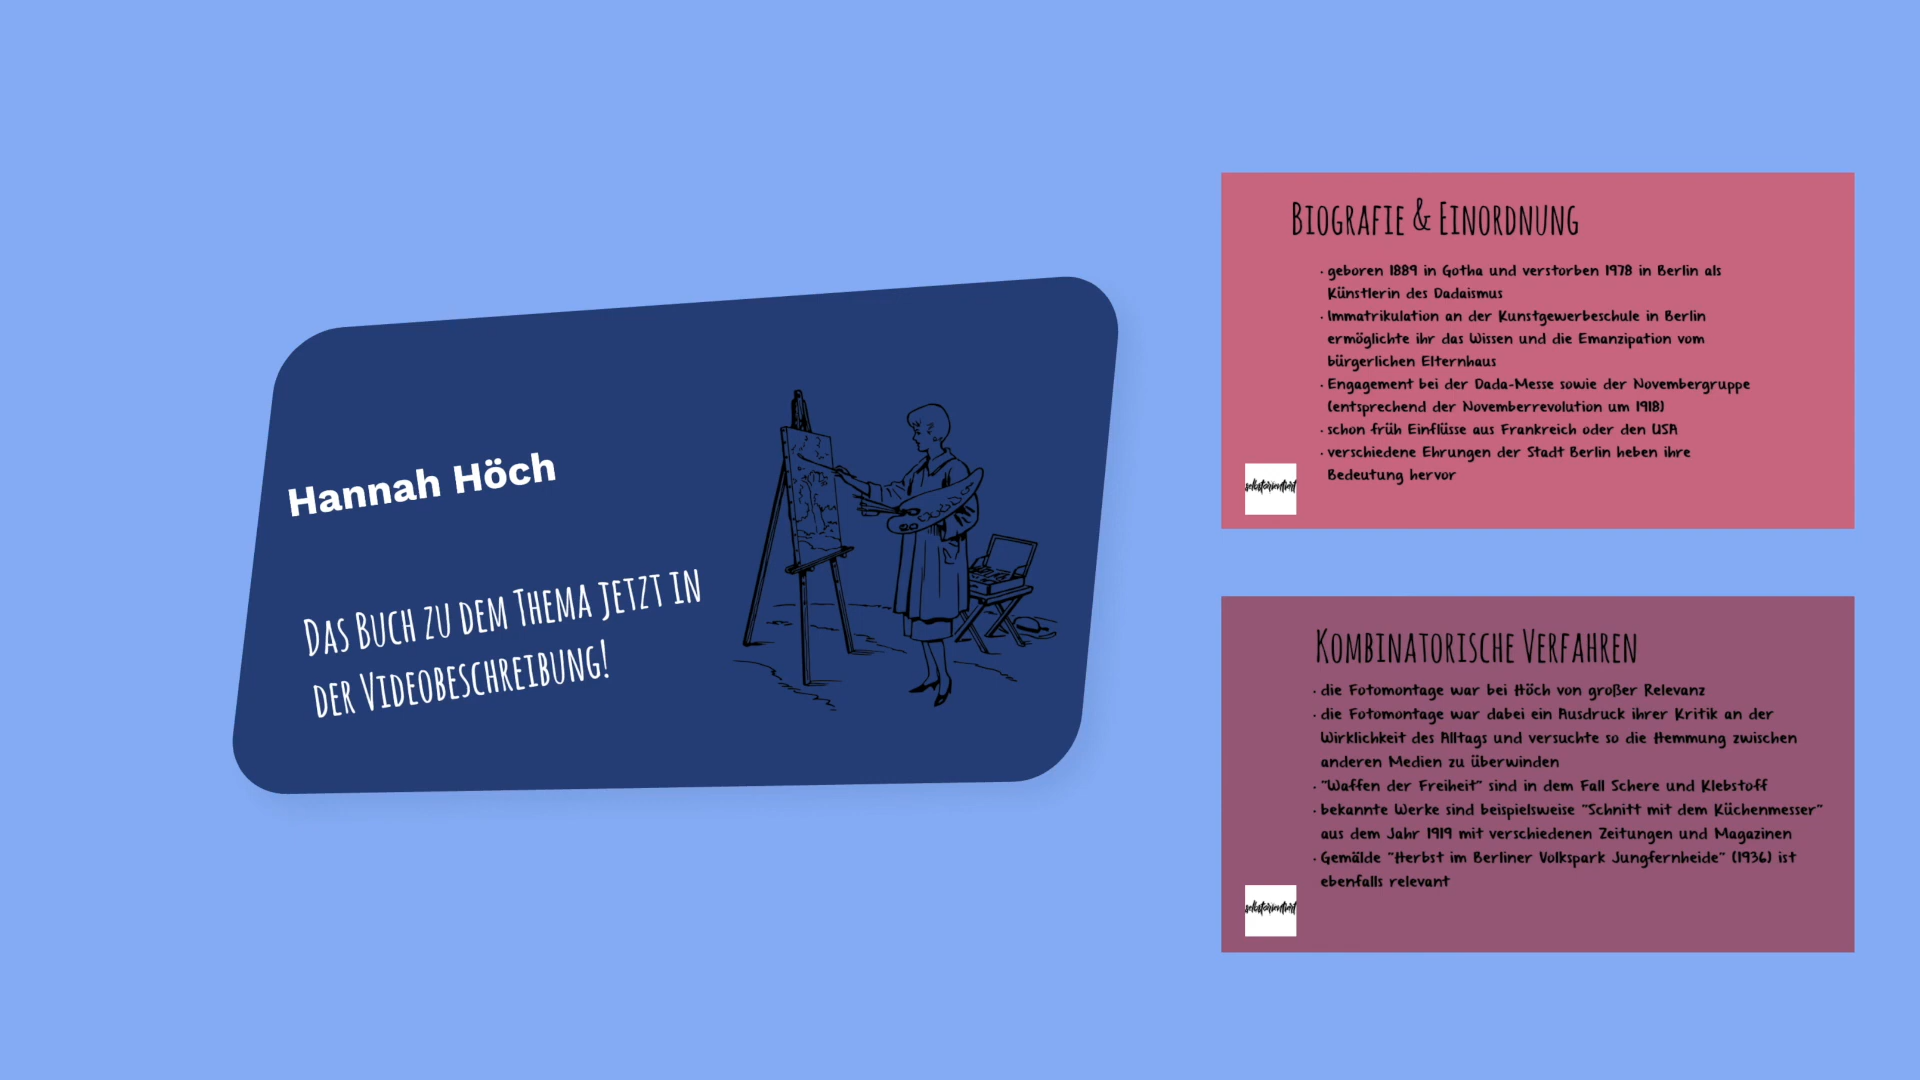 Hannah Höch
Das Buch zu dem Thema jetzt in
der Videobeschreibung!
Biografie & Einordnung
· geboren 1889 in Gotha und verstorben 1978 in Berlin als
Künstlerin des Dadaismus
· Immatrikulation an der Kunstgewerbeschule in Berlin
ermöglichte ihr das Wissen und die Emanzipation vom
bürgerlichen Elternhaus
· Engagement bei der Dada-Messe sowie der Novembergruppe
(entsprechend der Novemberrevolution um 1918)
· schon früh Einflüsse aus Frankreich oder den USA
· verschiedene Ehrungen der Stadt Berlin heben ihre
Bedeutung hervor
selbstorientiert
Kombinatorische Verfahren
· die Fotomontage war bei Höch von großer Relevanz
· die Fotomontage war dabei ein Ausdruck ihrer Kritik an der
Wirklichkeit des Alltags und versuchte so die Hemmung zwischen
anderen Medien zu überwinden
· "Waffen der Freiheit" sind in dem Fall Schere und Klebstoff
· bekannte Werke sind beispielsweise "Schnitt mit dem Küchenmesser"
aus dem Jahr 1919 mit verschiedenen Zeitungen und Magazinen
· Gemälde "Herbst im Berliner Volkspark Jungfernheide" (1936) ist
ebenfalls relevant
selbstorientiert